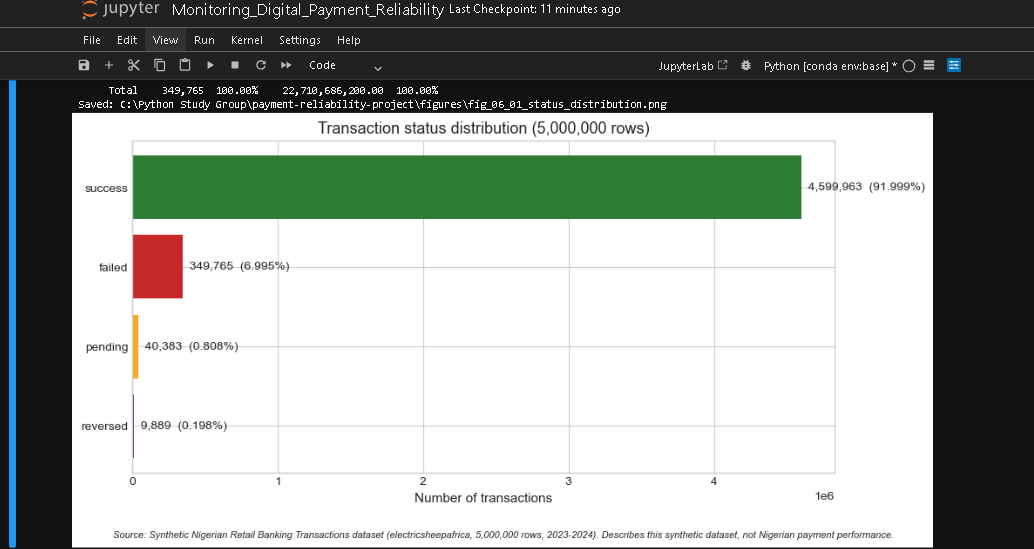 jupyter Monitoring_Digital_Payment_Reliability Last Checkpoint: 11 minutes ago
File Edit View Run Kernel Settings Help
Code JupyterLab Python [conda env:base] *
Total 349,765 100.00% 22,710,686,200.00 100.00%
Saved: C:\Python Study Group\payment-reliability-project\figures\fig_06_01_status_distribution.png
Transaction status distribution (5,000,000 rows)
success 4,599,963 (91.999%)
failed 349,765 (6.995%)
pending 40,383 (0.808%)
reversed 9,889 (0.198%)
0 1 2 3 4
1e6
Number of transactions
Source: Synthetic Nigerian Retail Banking Transactions dataset (electricsheepafrica, 5,000,000 rows, 2023-2024). Describes this synthetic dataset, not Nigerian payment performance.